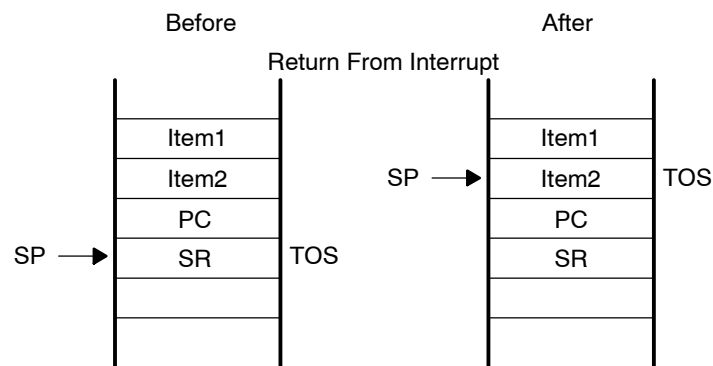 Before
After
Return From Interrupt
Item1
Item1
Item2
SP
Item2
TOS
PC
PC
SP
SR
TOS
SR